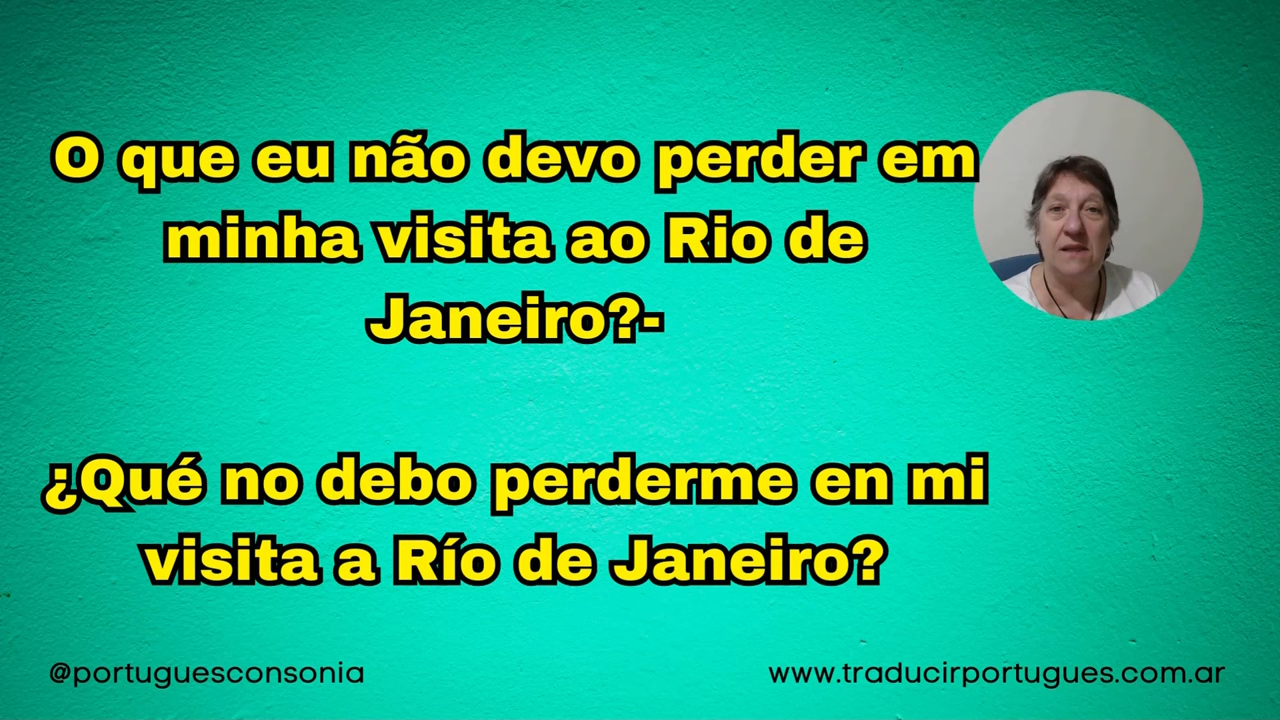 O que eu não devo perder em
minha visita ao Rio de
Janeiro?-
¿Qué no debo perderme en mi
visita a Río de Janeiro?
@portuguesconsonia
www.traducirportugues.com.ar